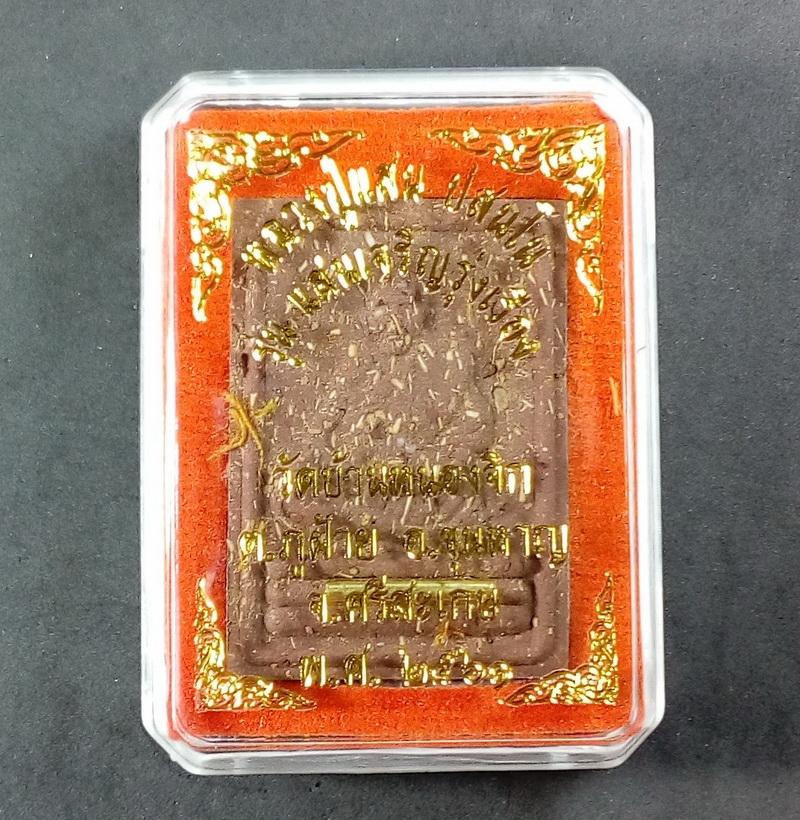 หลวงปู่แสน ปสนฺโน
รุ่น แสนเจริญรุ่งเรือง
วัดบ้านหนองจิก
ต.ภูฝ้าย อ.ขุนหาญ
จ.ศรีสะเกษ
พ.ศ. ๒๕๖๑